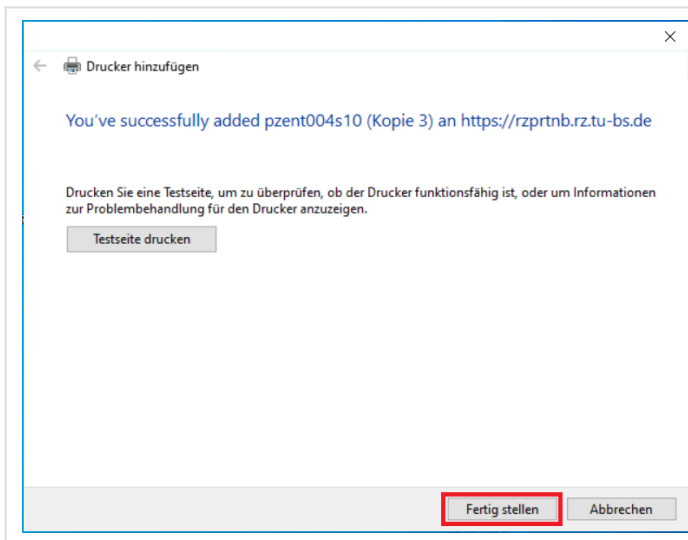 Drucker hinzufügen
You've successfully added pzent004s10 (Kopie 3) an https://rzprtnb.rz.tu-bs.de
Drucken Sie eine Testseite, um zu überprüfen, ob der Drucker funktionsfähig ist, oder um Informationen
zur Problembehandlung für den Drucker anzuzeigen.
Testseite drucken
Fertig stellen
Abbrechen